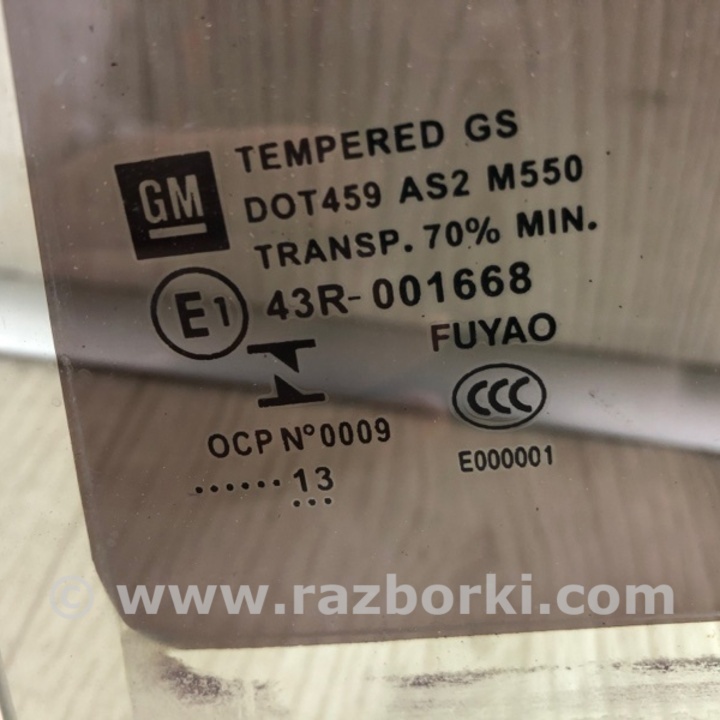 GM
TEMPERED GS
DOT459 AS2 M550
TRANSP. 70% MIN.
E1 43R-001668
FUYAO
CCC
OCP N°0009
E000001
......13
...
© www.razborki.com